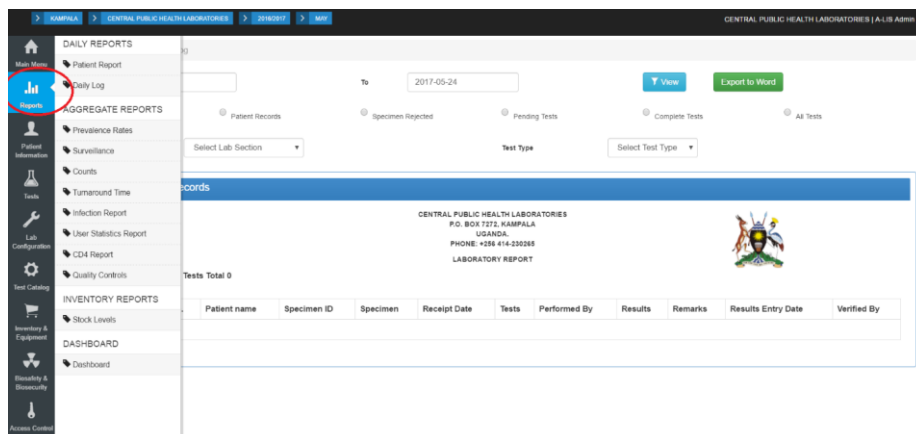 KAMPALA CENTRAL PUBLIC HEALTH LABORATORIES 2016/2017 MAY
CENTRAL PUBLIC HEALTH LABORATORIES | A-LIS Admin
Main Menu
Reports
Patient
Information
Tests
Lab
Configuration
Test Catalog
Inventory &
Equipment
Biosafety &
Biosecurity
Access Control
DAILY REPORTS
Patient Report
Daily Log
AGGREGATE REPORTS
Prevalence Rates
Surveillance
Counts
Turnaround Time
Infection Report
User Statistics Report
CD4 Report
Quality Controls
INVENTORY REPORTS
Stock Levels
DASHBOARD
Dashboard
To 2017-05-24 View Export to Word
Patient Records Specimen Rejected Pending Tests Complete Tests All Tests
Select Lab Section Test Type Select Test Type
ecords
CENTRAL PUBLIC HEALTH LABORATORIES
P.O. BOX 7272, KAMPALA
UGANDA.
PHONE: +256 414-230265
LABORATORY REPORT
Tests Total 0
Patient name Specimen ID Specimen Receipt Date Tests Performed By Results Remarks Results Entry Date Verified By